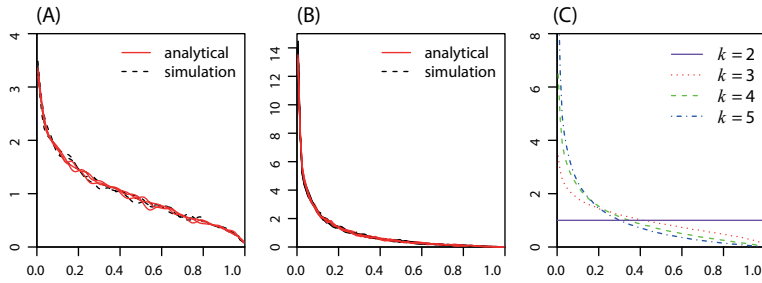 (A)
4
3
2
1
0
0.0 0.2 0.4 0.6 0.8 1.0
analytical
simulation
(B)
14
12
10
8
6
4
2
0
0.0 0.2 0.4 0.6 0.8 1.0
analytical
simulation
(C)
8
6
4
2
0
0.0 0.2 0.4 0.6 0.8 1.0
k = 2
k = 3
k = 4
k = 5